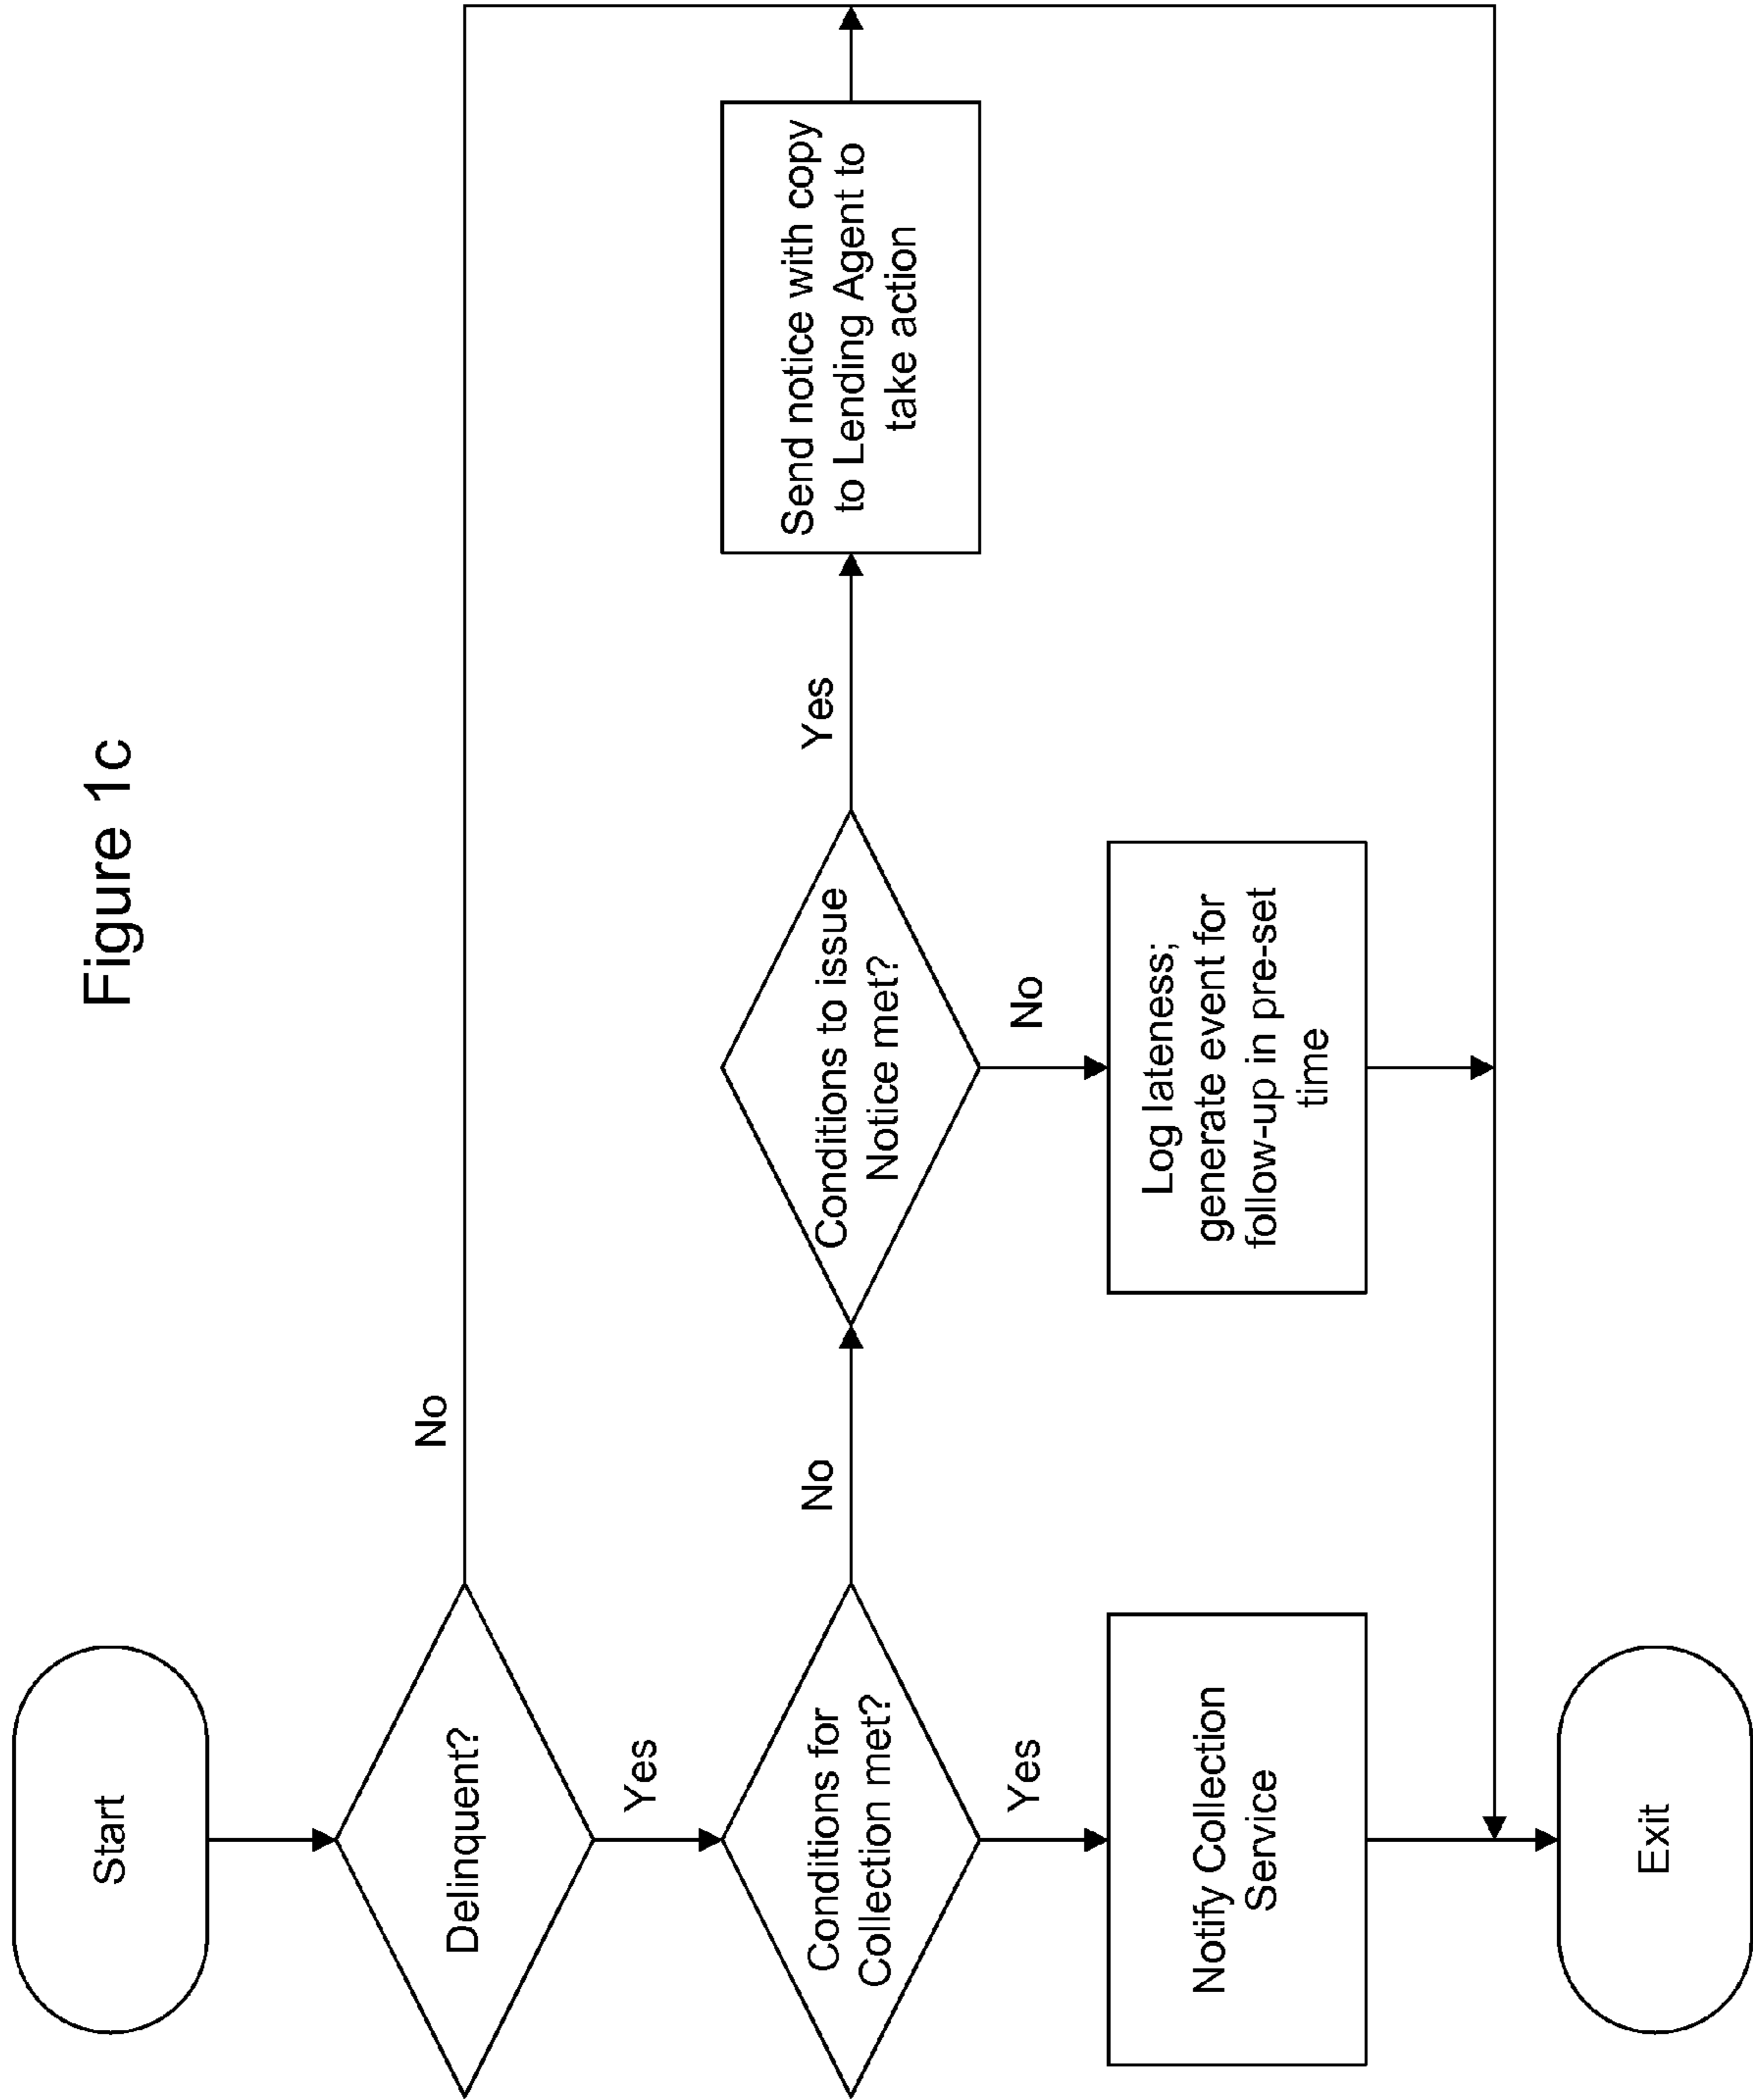 Figure 1c
Start
Delinquent?
No
Yes
Conditions for
Collection met?
No
Conditions to issue
Notice met?
Yes
Send notice with copy
to Lending Agent to
take action
Yes
No
Notify Collection
Service
Log lateness;
generate event for
follow-up in pre-set
time
Exit